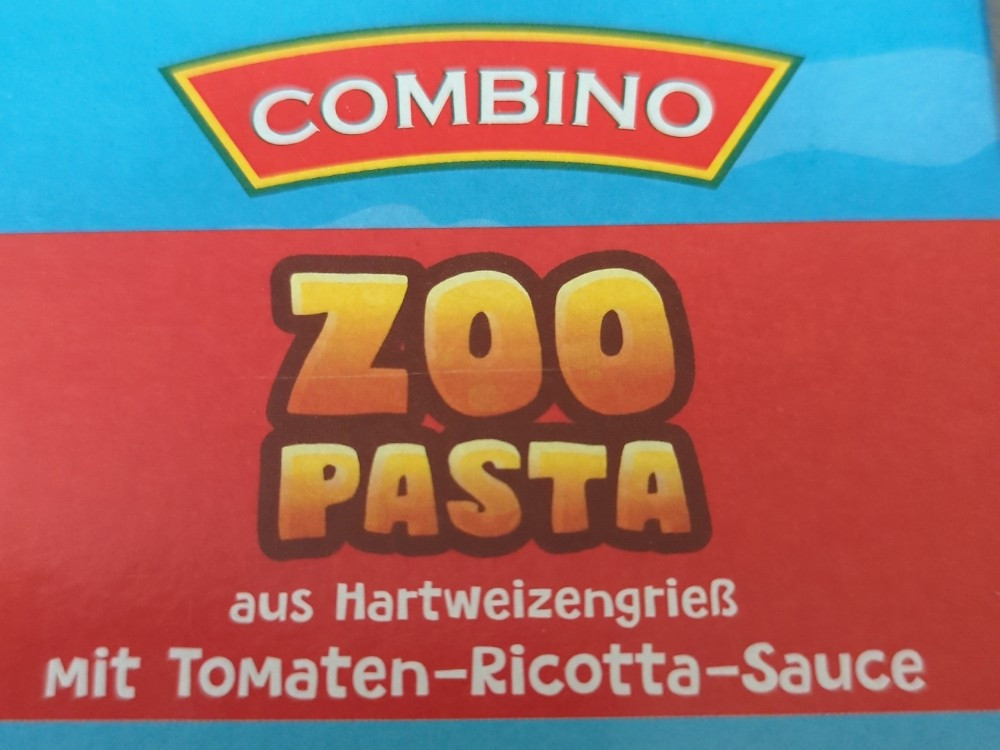 COMBINO
ZOO
PASTA
aus Hartweizengrieß
mit Tomaten-Ricotta-Sauce